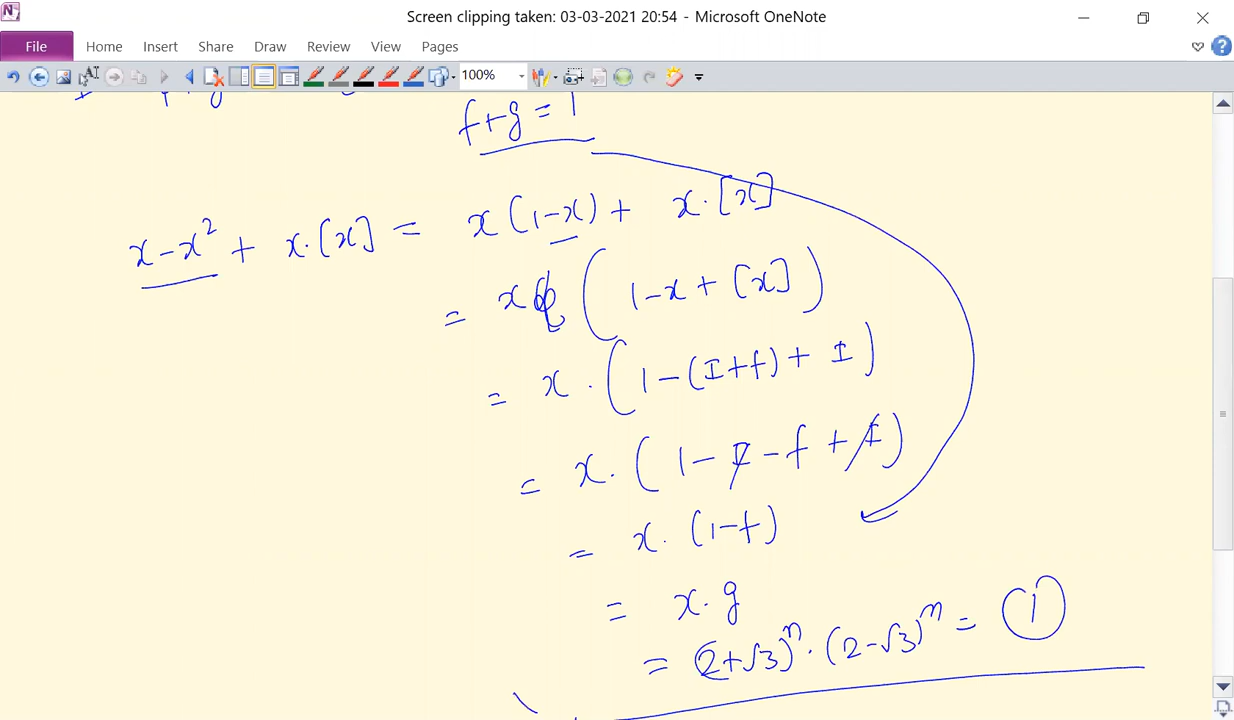 Screen clipping taken: 03-03-2021 20:54 - Microsoft OneNote
File Home Insert Share Draw Review View Pages
100%
f+g = 1
x-x² + x·[x] = x(1-x) + x·[x]
= x (1-x + [x])
= x · (1-(I+f) + I)
= x· (1-I-f+I)
= x· (1-f)
= x·g
= (2+√3)ⁿ · (2-√3)ⁿ = 1